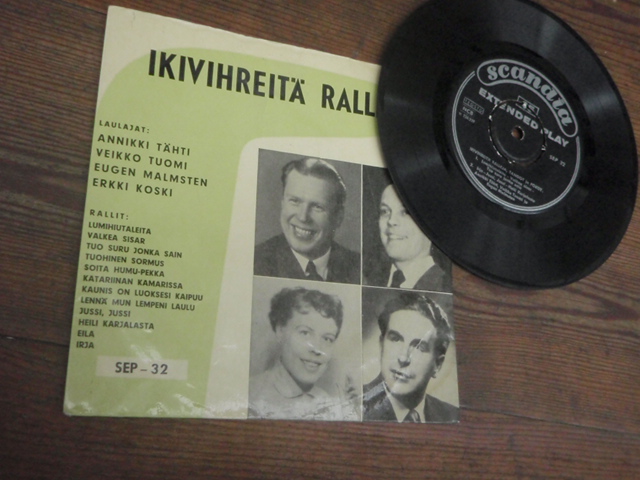 IKIVIHREITÄ RALL
LAULAJAT:
ANNIKKI TÄHTI
VEIKKO TUOMI
EUGEN MALMSTEN
ERKKI KOSKI
RALLIT:
LUMIHIUTALEITA
VALKEA SISAR
TUO SURU JONKA SAIN
TUOHINEN SORMUS
SOITA HUMU-PEKKA
KATARIINAN KAMARISSA
KAUNIS ON LUOKSESI KAIPUU
LENNÄ MUN LEMPENI LAULU
JUSSI, JUSSI
HEILI KARJALASTA
EILA
IRJA
SEP - 32
scandia
EXTENDED PLAY
NCB
SEP 32